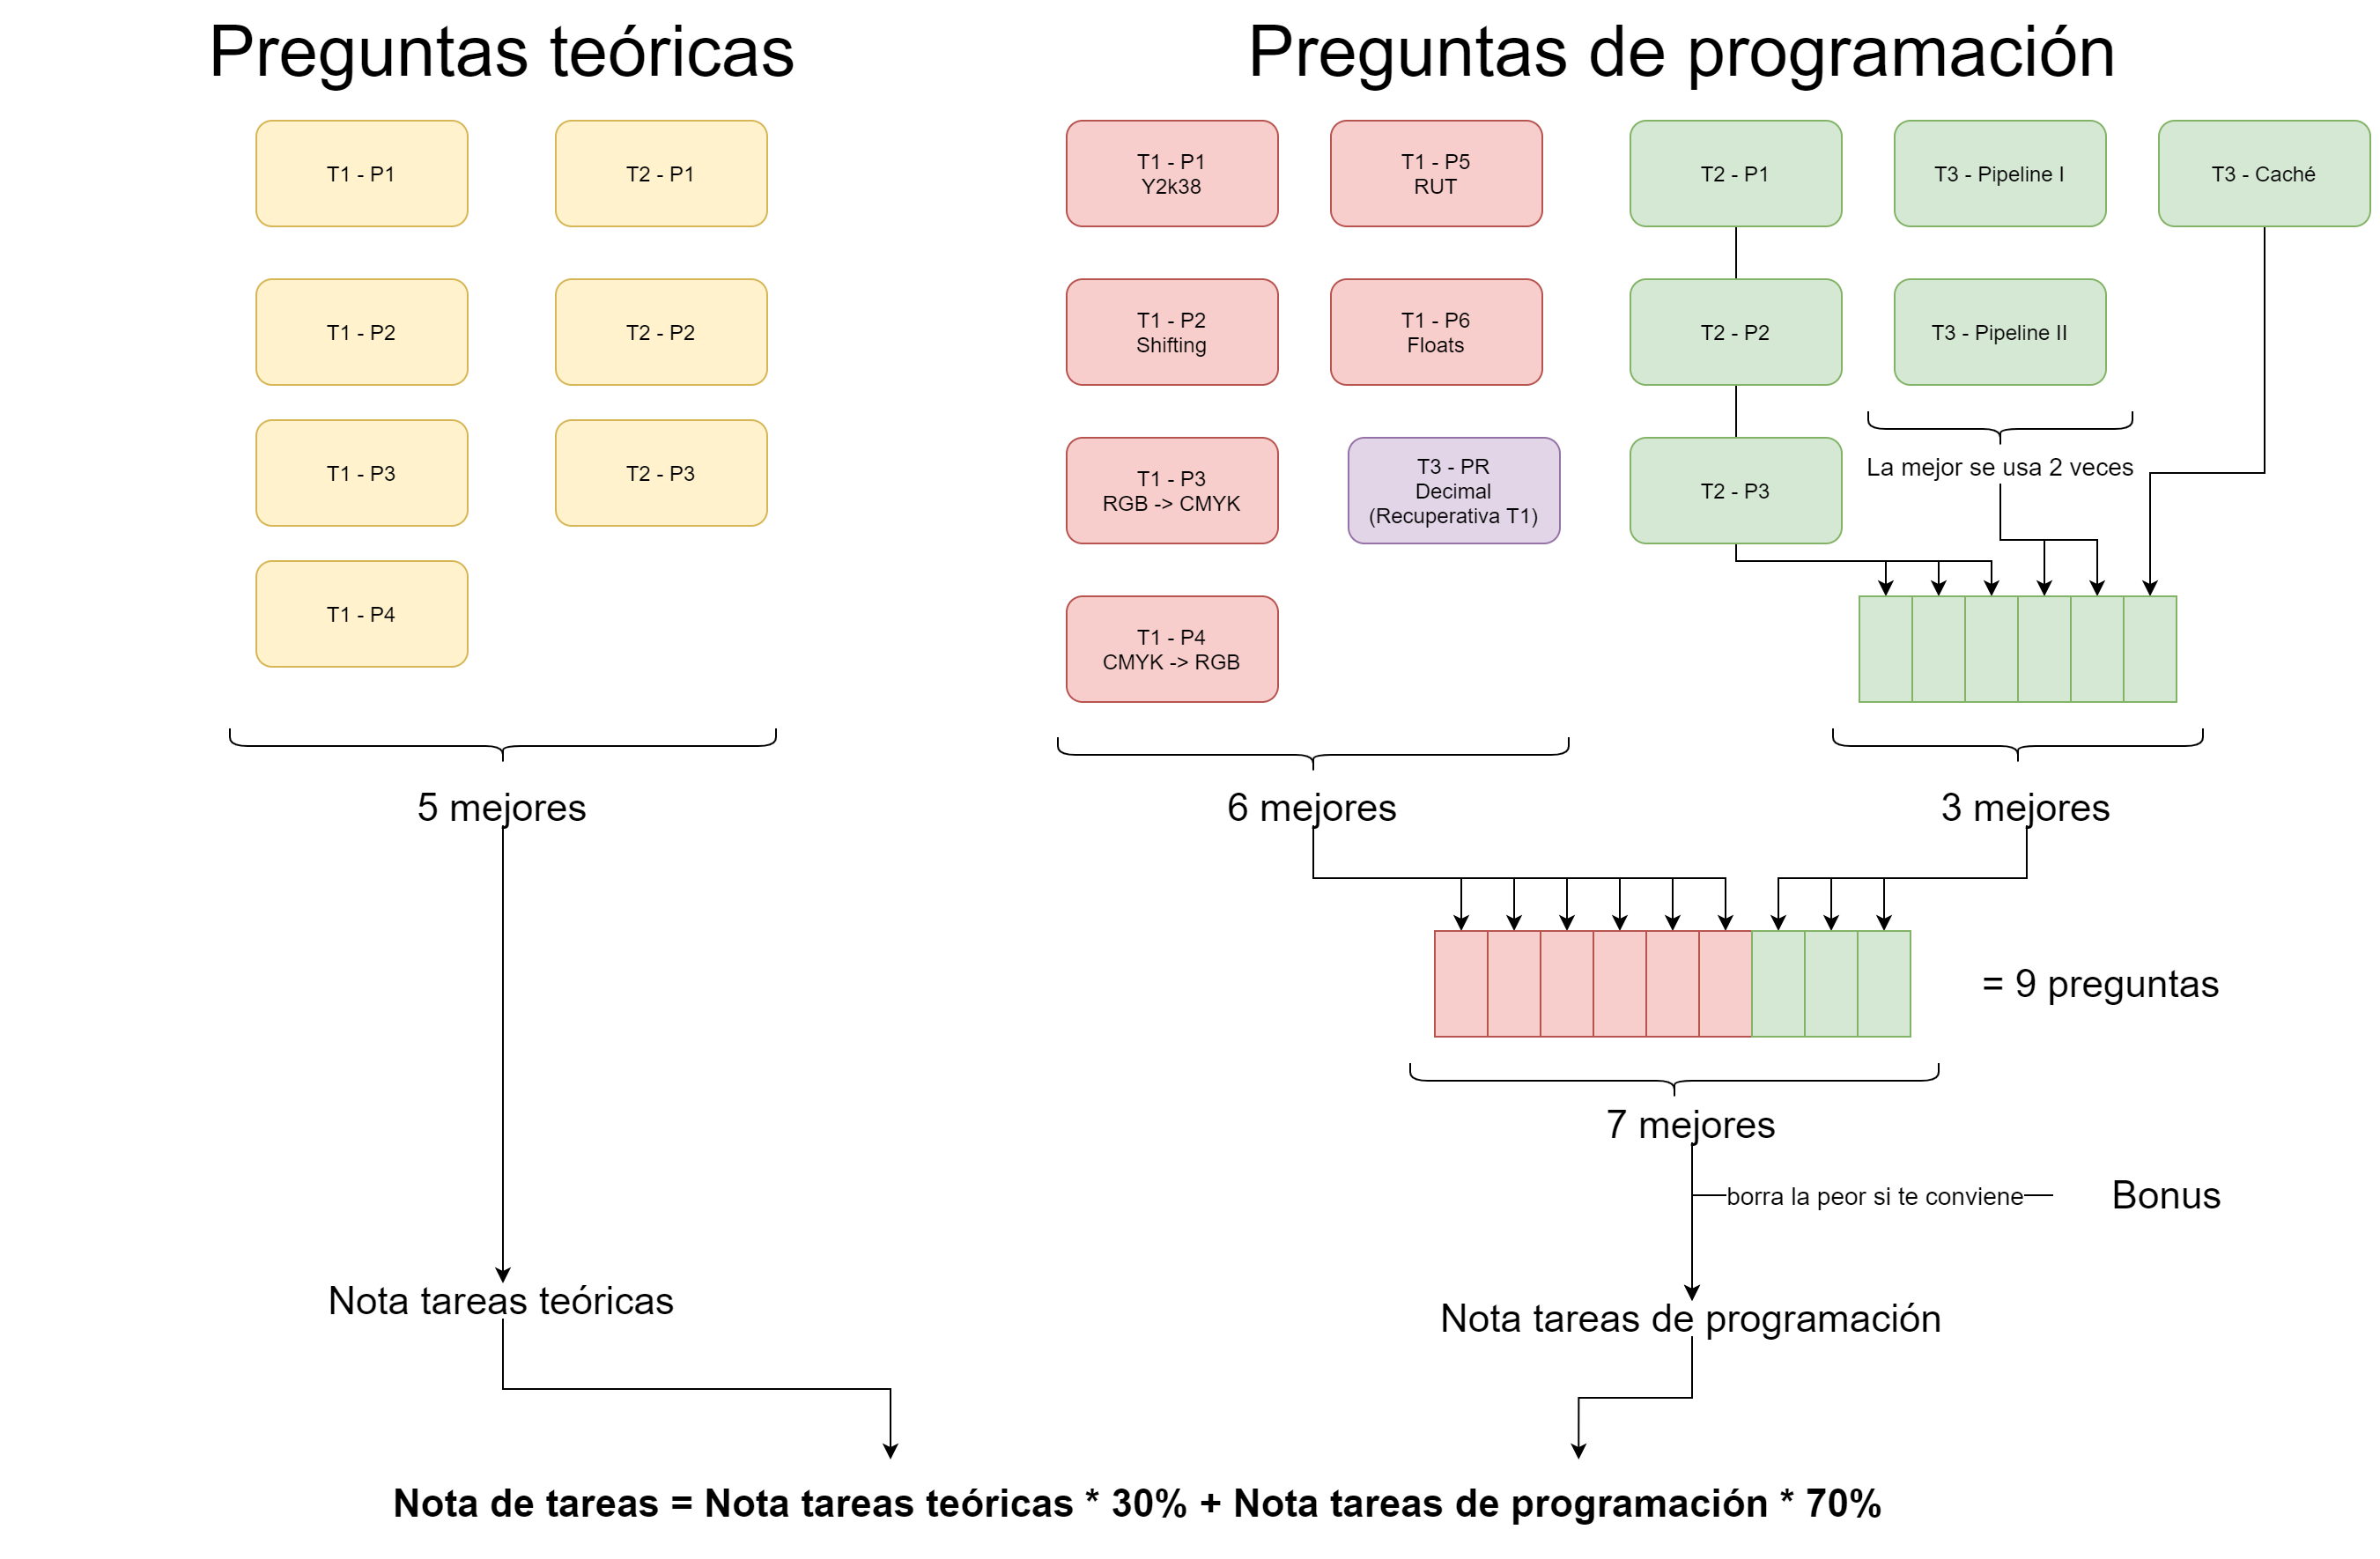 Preguntas teóricas
Preguntas de programación
T1 - P1
T2 - P1
T1 - P2
T2 - P2
T1 - P3
T2 - P3
T1 - P4
5 mejores
T1 - P1
Y2k38
T1 - P5
RUT
T1 - P2
Shifting
T1 - P6
Floats
T1 - P3
RGB -> CMYK
T3 - PR
Decimal
(Recuperativa T1)
T1 - P4
CMYK -> RGB
6 mejores
T2 - P1
T3 - Pipeline I
T3 - Caché
T2 - P2
T3 - Pipeline II
La mejor se usa 2 veces
T2 - P3
3 mejores
= 9 preguntas
7 mejores
borra la peor si te conviene
Bonus
Nota tareas teóricas
Nota tareas de programación
Nota de tareas = Nota tareas teóricas * 30% + Nota tareas de programación * 70%